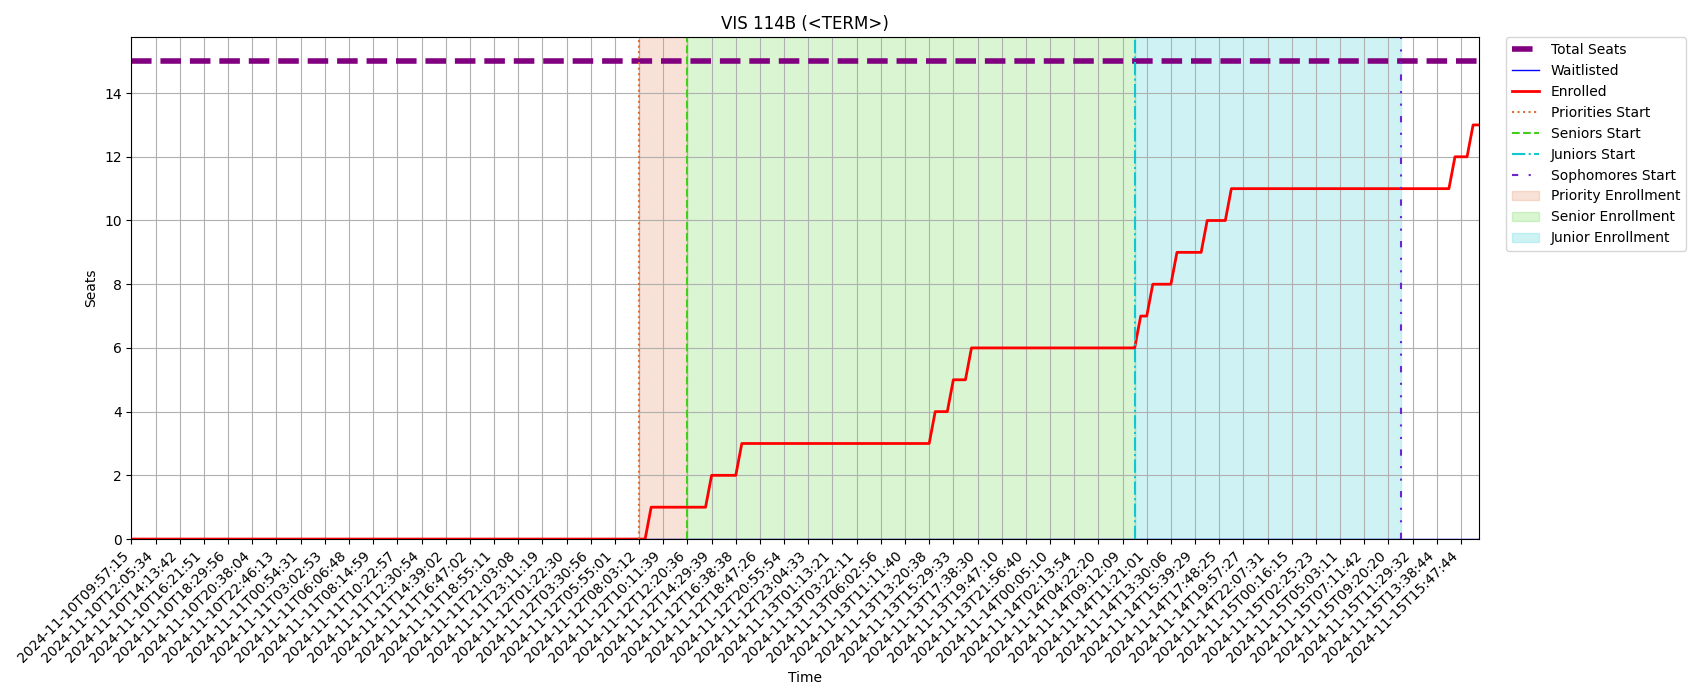 VIS 114B (<TERM>)
Total Seats
Waitlisted
Enrolled
Priorities Start
Seniors Start
Juniors Start
Sophomores Start
Priority Enrollment
Senior Enrollment
Junior Enrollment
Seats
14
12
10
8
6
4
2
0
2024-11-10T09:57:15
2024-11-10T12:05:34
2024-11-10T14:13:42
2024-11-10T16:21:51
2024-11-10T18:29:56
2024-11-10T20:38:04
2024-11-10T22:46:13
2024-11-11T00:54:31
2024-11-11T03:02:53
2024-11-11T06:06:48
2024-11-11T08:14:59
2024-11-11T10:22:57
2024-11-11T12:30:54
2024-11-11T14:39:02
2024-11-11T16:47:02
2024-11-11T18:55:11
2024-11-11T21:03:08
2024-11-11T23:11:19
2024-11-12T01:22:30
2024-11-12T03:30:56
2024-11-12T05:55:01
2024-11-12T08:03:12
2024-11-12T10:11:39
2024-11-12T12:20:36
2024-11-12T14:29:39
2024-11-12T16:38:38
2024-11-12T18:47:26
2024-11-12T20:55:54
2024-11-12T23:04:33
2024-11-13T01:13:21
2024-11-13T03:22:11
2024-11-13T06:02:56
2024-11-13T11:11:40
2024-11-13T13:20:38
2024-11-13T15:29:33
2024-11-13T17:38:30
2024-11-13T19:47:10
2024-11-13T21:56:40
2024-11-14T00:05:10
2024-11-14T02:13:54
2024-11-14T04:22:20
2024-11-14T09:12:09
2024-11-14T11:21:01
2024-11-14T13:30:06
2024-11-14T15:39:29
2024-11-14T17:48:25
2024-11-14T19:57:27
2024-11-14T22:07:31
2024-11-15T00:16:15
2024-11-15T02:25:23
2024-11-15T05:03:11
2024-11-15T07:11:42
2024-11-15T09:20:20
2024-11-15T11:29:32
2024-11-15T13:38:44
2024-11-15T15:47:44
Time